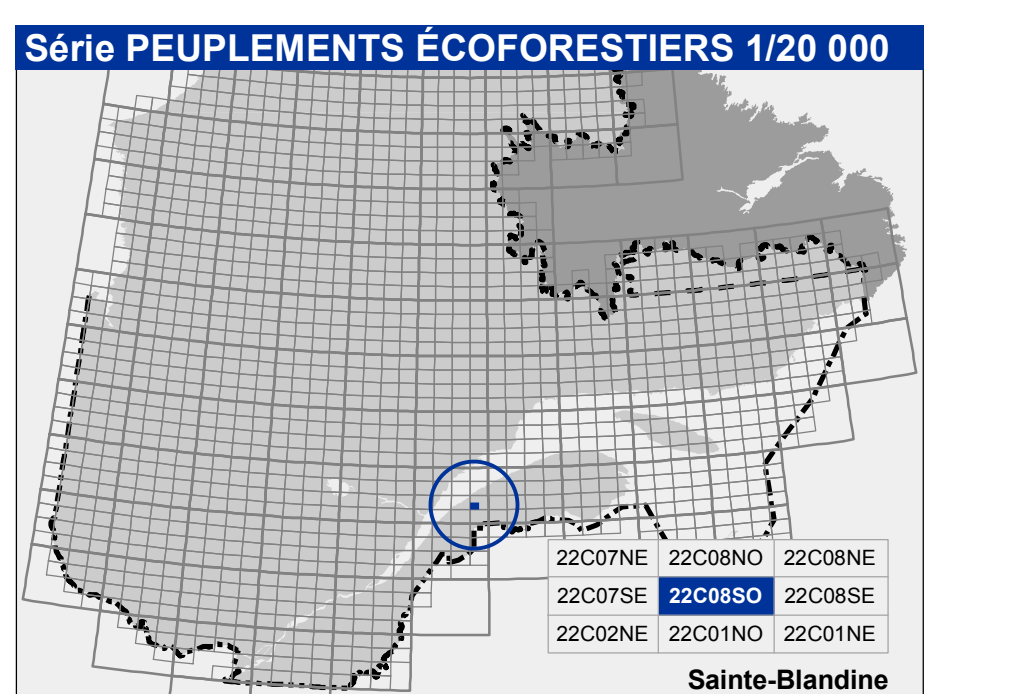 Série PEUPLEMENTS ÉCOFORESTIERS 1/20 000
22C07NE 22C08NO 22C08NE
22C07SE 22C08SO 22C08SE
22C02NE 22C01NO 22C01NE
Sainte-Blandine